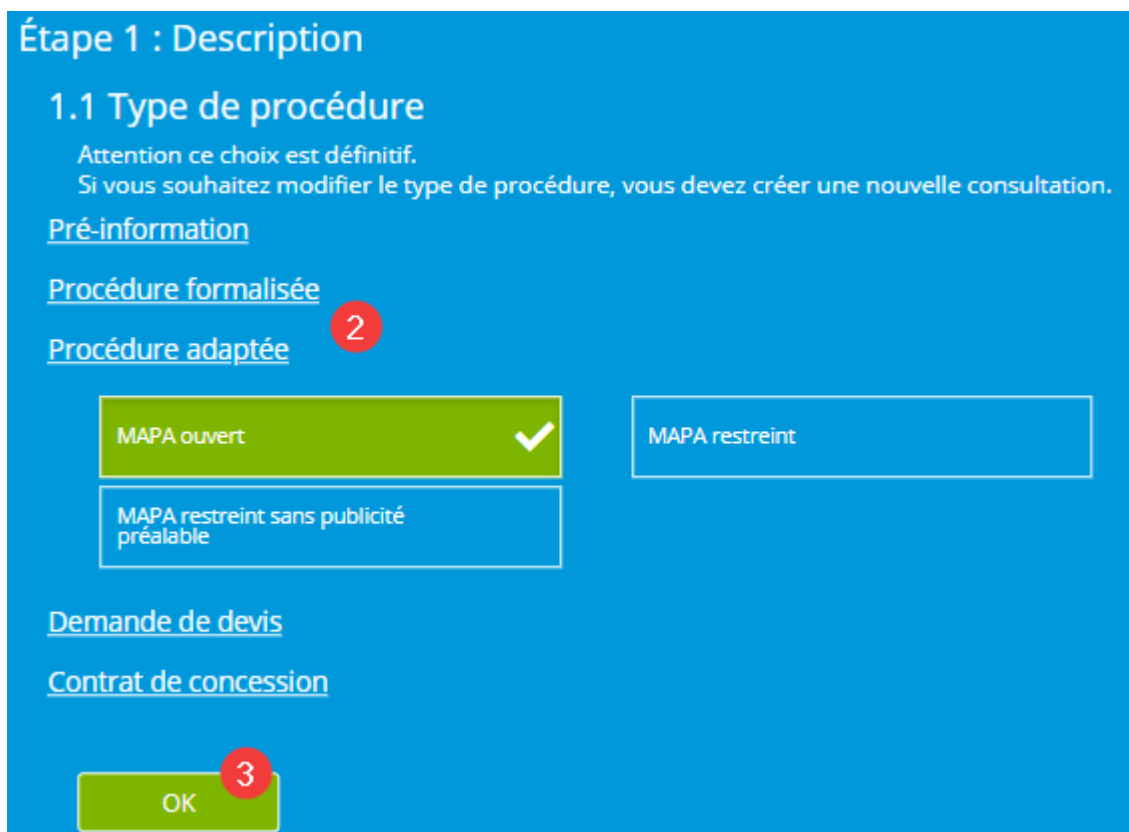 Étape 1 : Description
1.1 Type de procédure
Attention ce choix est définitif.
Si vous souhaitez modifier le type de procédure, vous devez créer une nouvelle consultation.
Pré-information
Procédure formalisée
2
Procédure adaptée
MAPA ouvert
MAPA restreint
MAPA restreint sans publicité
préalable
Demande de devis
Contrat de concession
3
OK